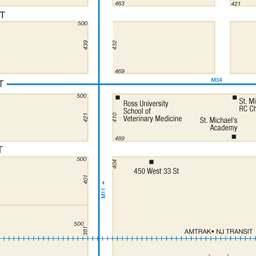 463
421
T
500
439
432
469
T
M34
500
421
410
489
Ross University
School of
Veterinary Medicine
St. Mi
RC Ch
St. Michael's
Academy
T
500
401
404
450 West 33 St
M11
500
381
AMTRAK • NJ TRANSIT